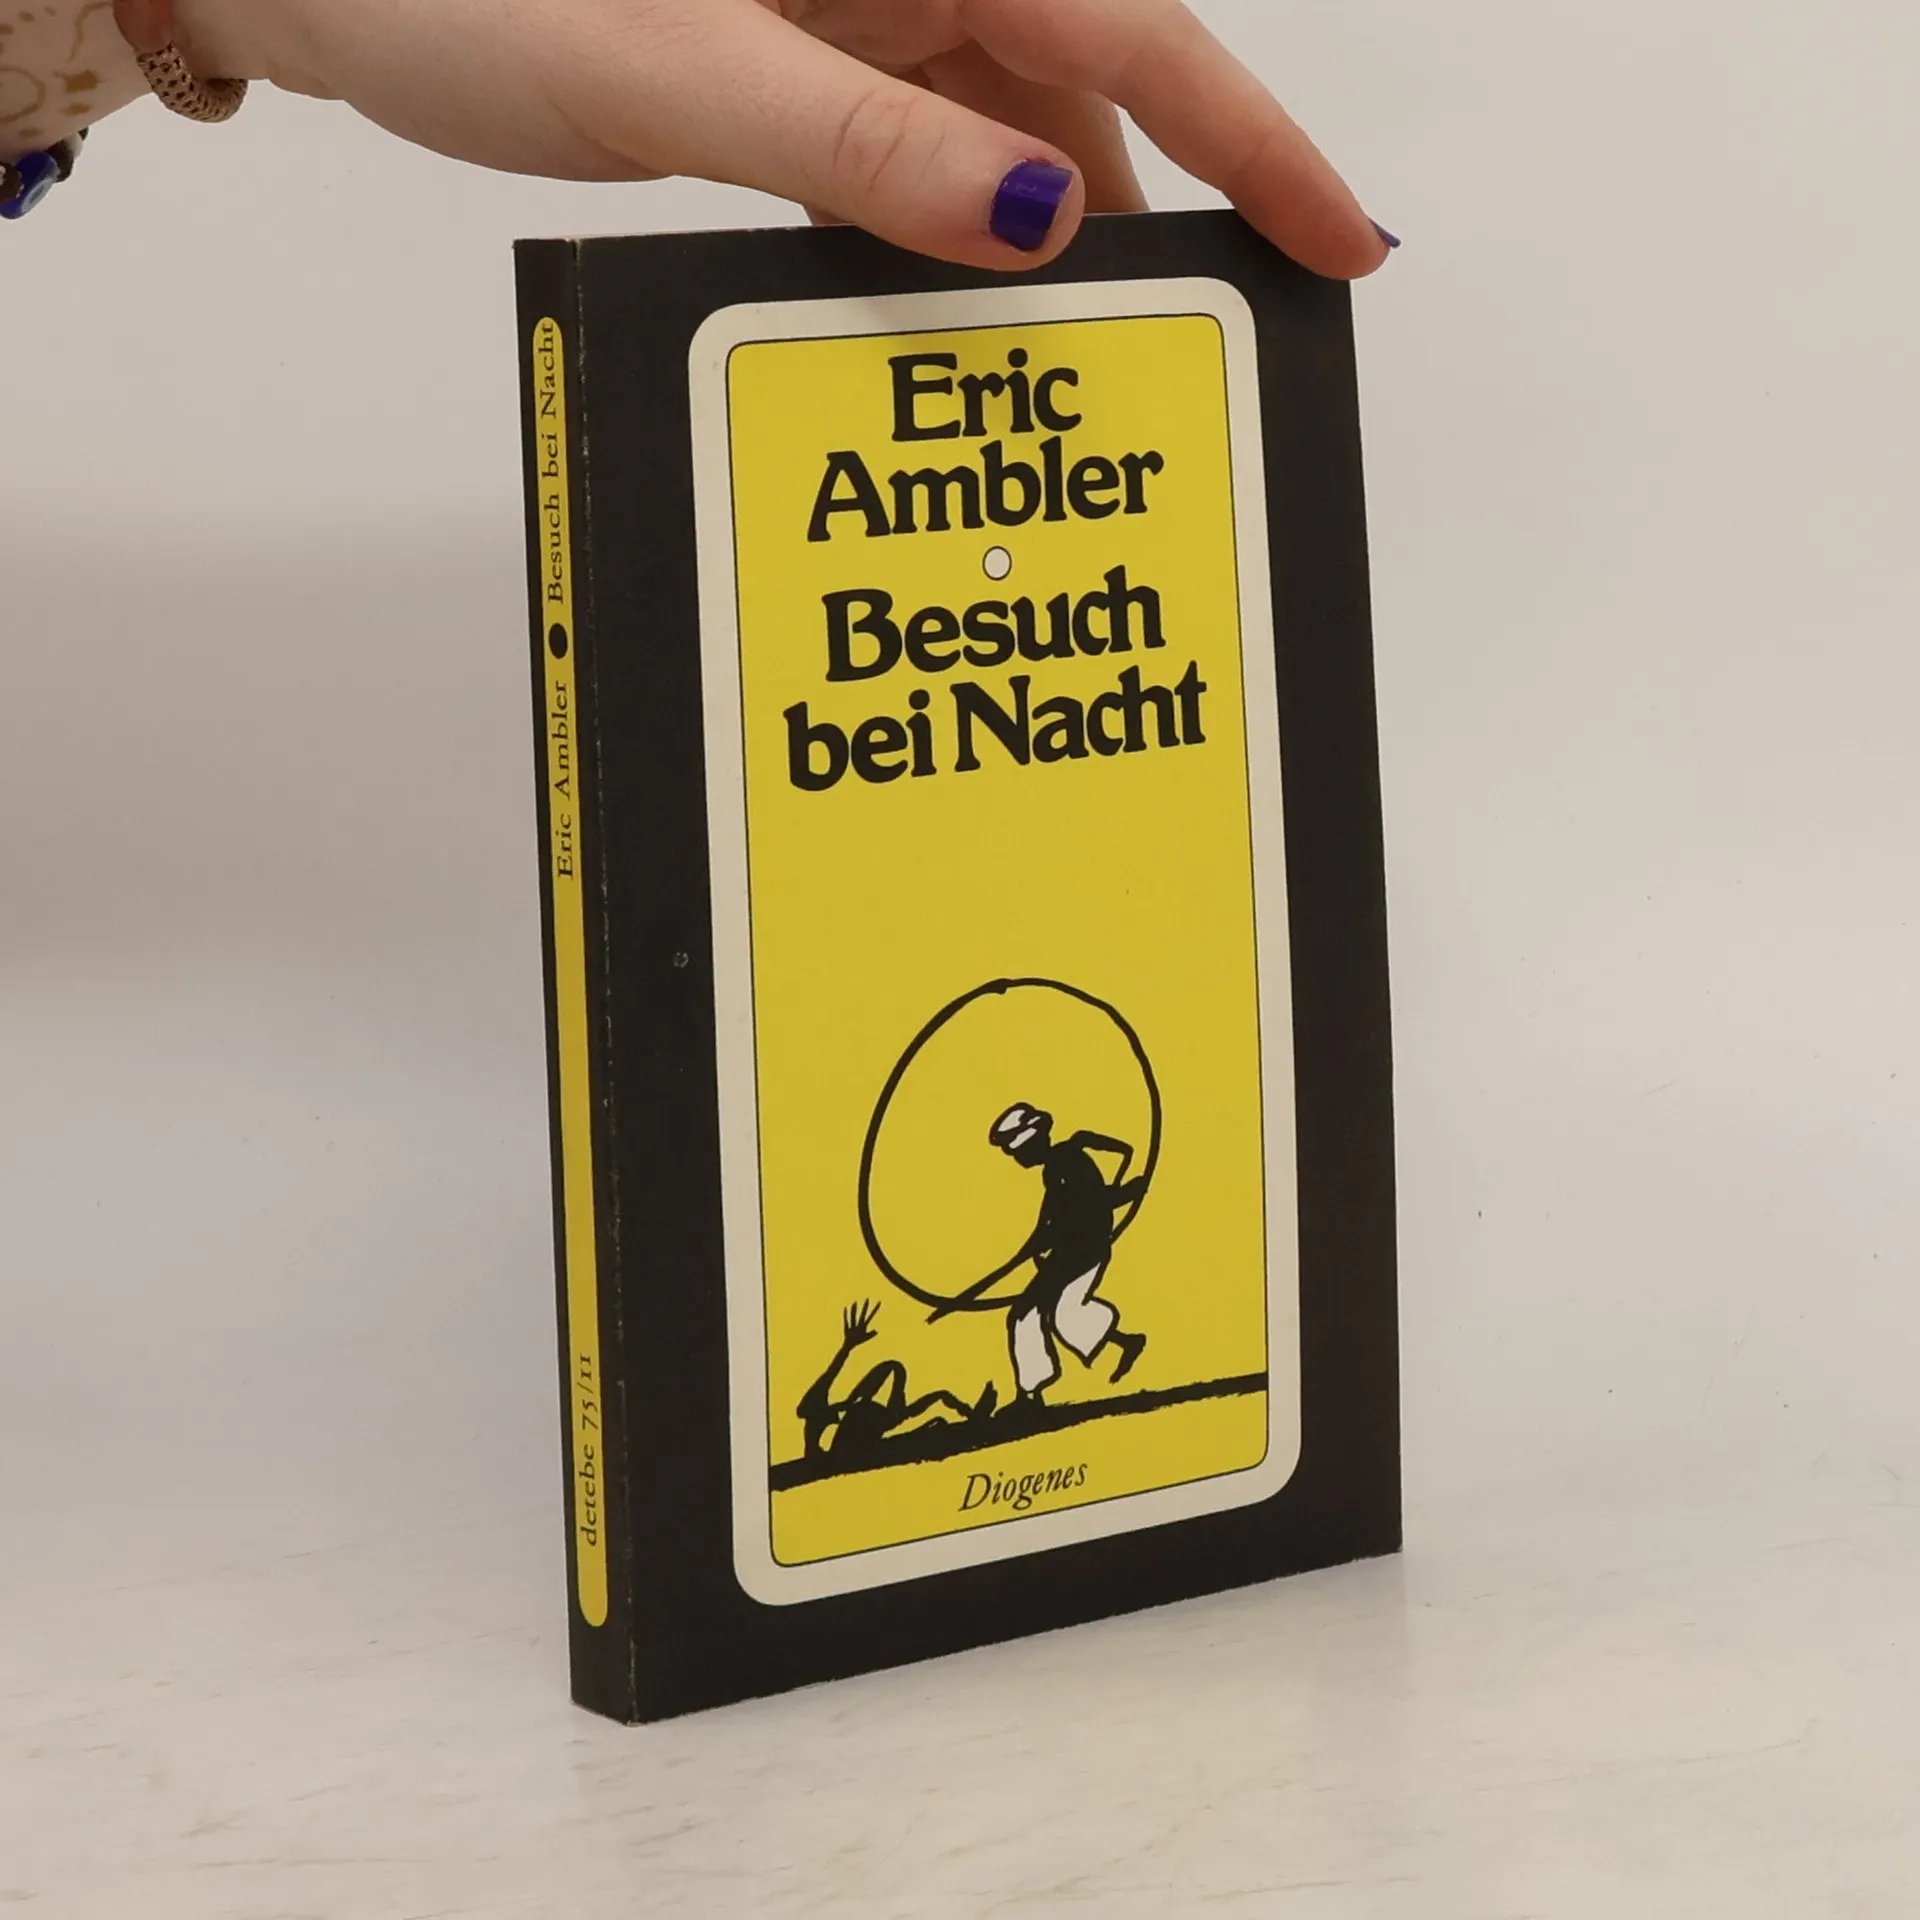 Eric
Ambler
Besuch
bei Nacht
Diogenes
Eric Ambler ● Besuch bei Nacht
detebe 75/11